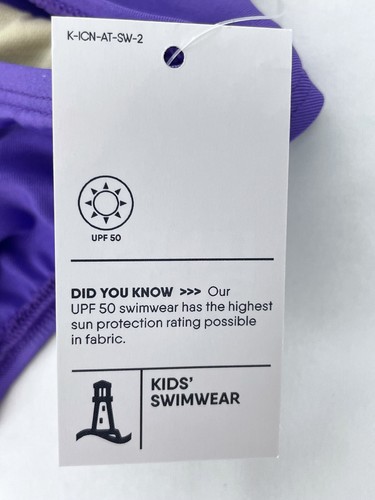 K-ICN-AT-SW-2
UPF 50
DID YOU KNOW >>> Our
UPF 50 swimwear has the highest
sun protection rating possible
in fabric.
KIDS'
SWIMWEAR